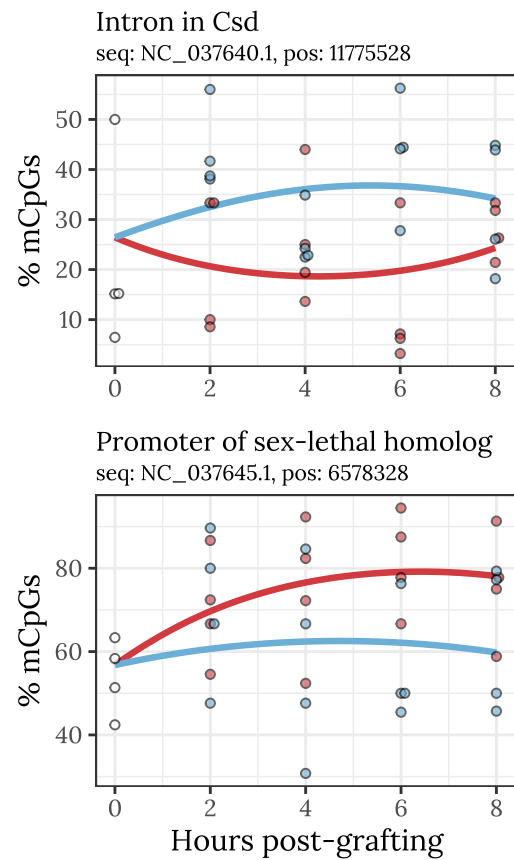 Intron in Csd
seq: NC_037640.1, pos: 11775528
% mCpGs
50
40
30
20
10
0 2 4 6 8
Promoter of sex-lethal homolog
seq: NC_037645.1, pos: 6578328
% mCpGs
80
60
40
0 2 4 6 8
Hours post-grafting